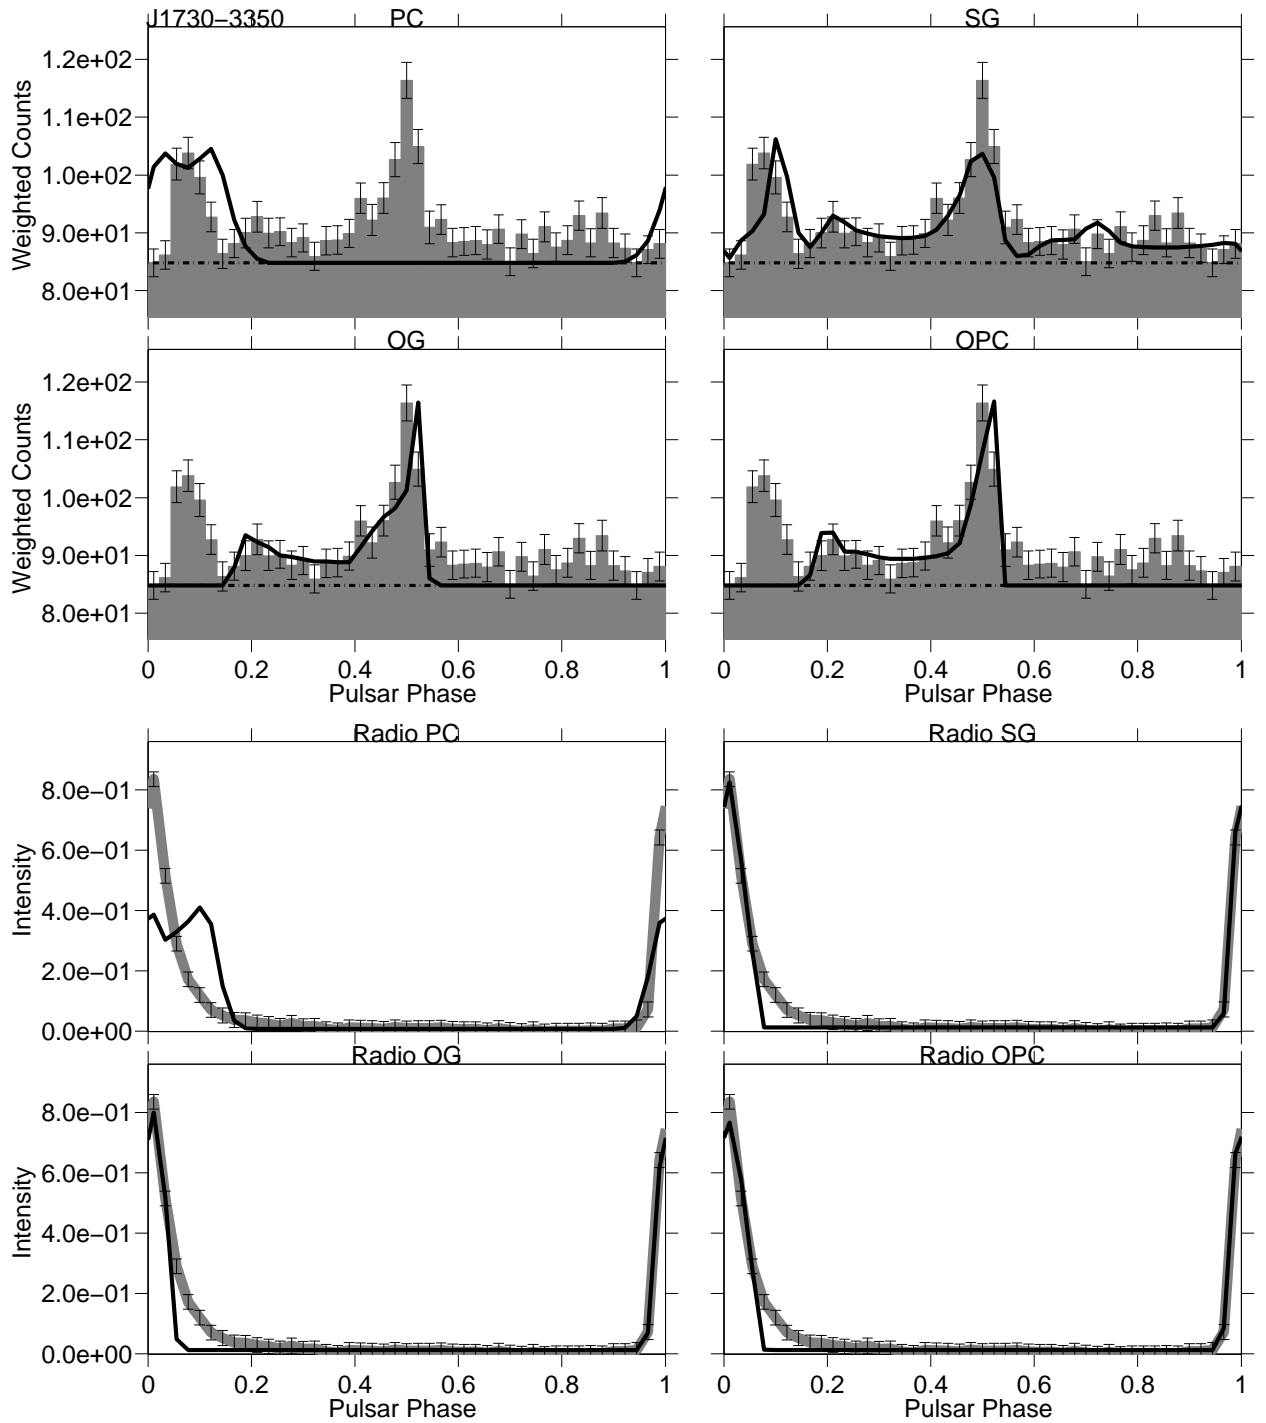 J1730−3350 PC SG
Weighted Counts
1.2e+02
1.1e+02
1.0e+02
9.0e+01
8.0e+01
OG OPC
Weighted Counts
1.2e+02
1.1e+02
1.0e+02
9.0e+01
8.0e+01
0 0.2 0.4 0.6 0.8 1 0 0.2 0.4 0.6 0.8 1
Pulsar Phase Pulsar Phase
Radio PC Radio SG
Intensity
8.0e−01
6.0e−01
4.0e−01
2.0e−01
0.0e+00
Radio OG Radio OPC
Intensity
8.0e−01
6.0e−01
4.0e−01
2.0e−01
0.0e+00
0 0.2 0.4 0.6 0.8 1 0 0.2 0.4 0.6 0.8 1
Pulsar Phase Pulsar Phase